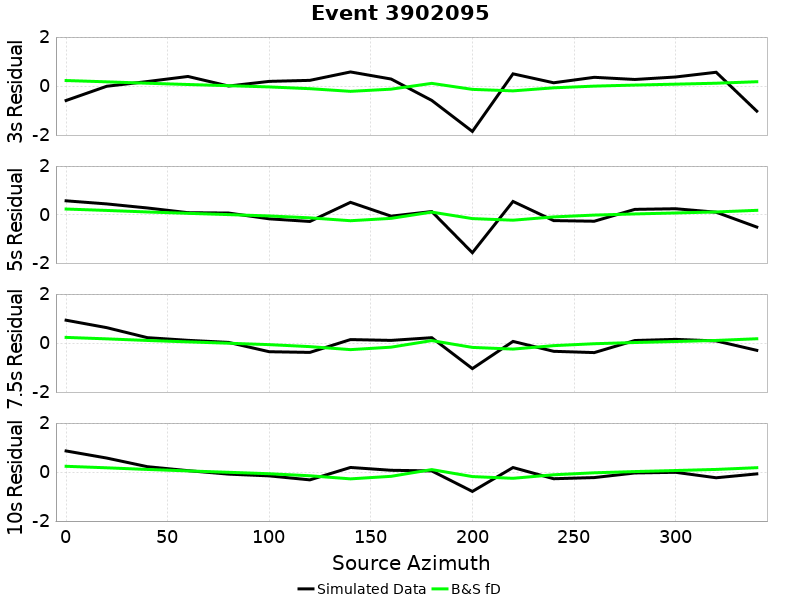 Event 3902095
3s Residual
2
0
-2
5s Residual
2
0
-2
7.5s Residual
2
0
-2
10s Residual
2
0
-2
0 50 100 150 200 250 300
Source Azimuth
Simulated Data B&S fD